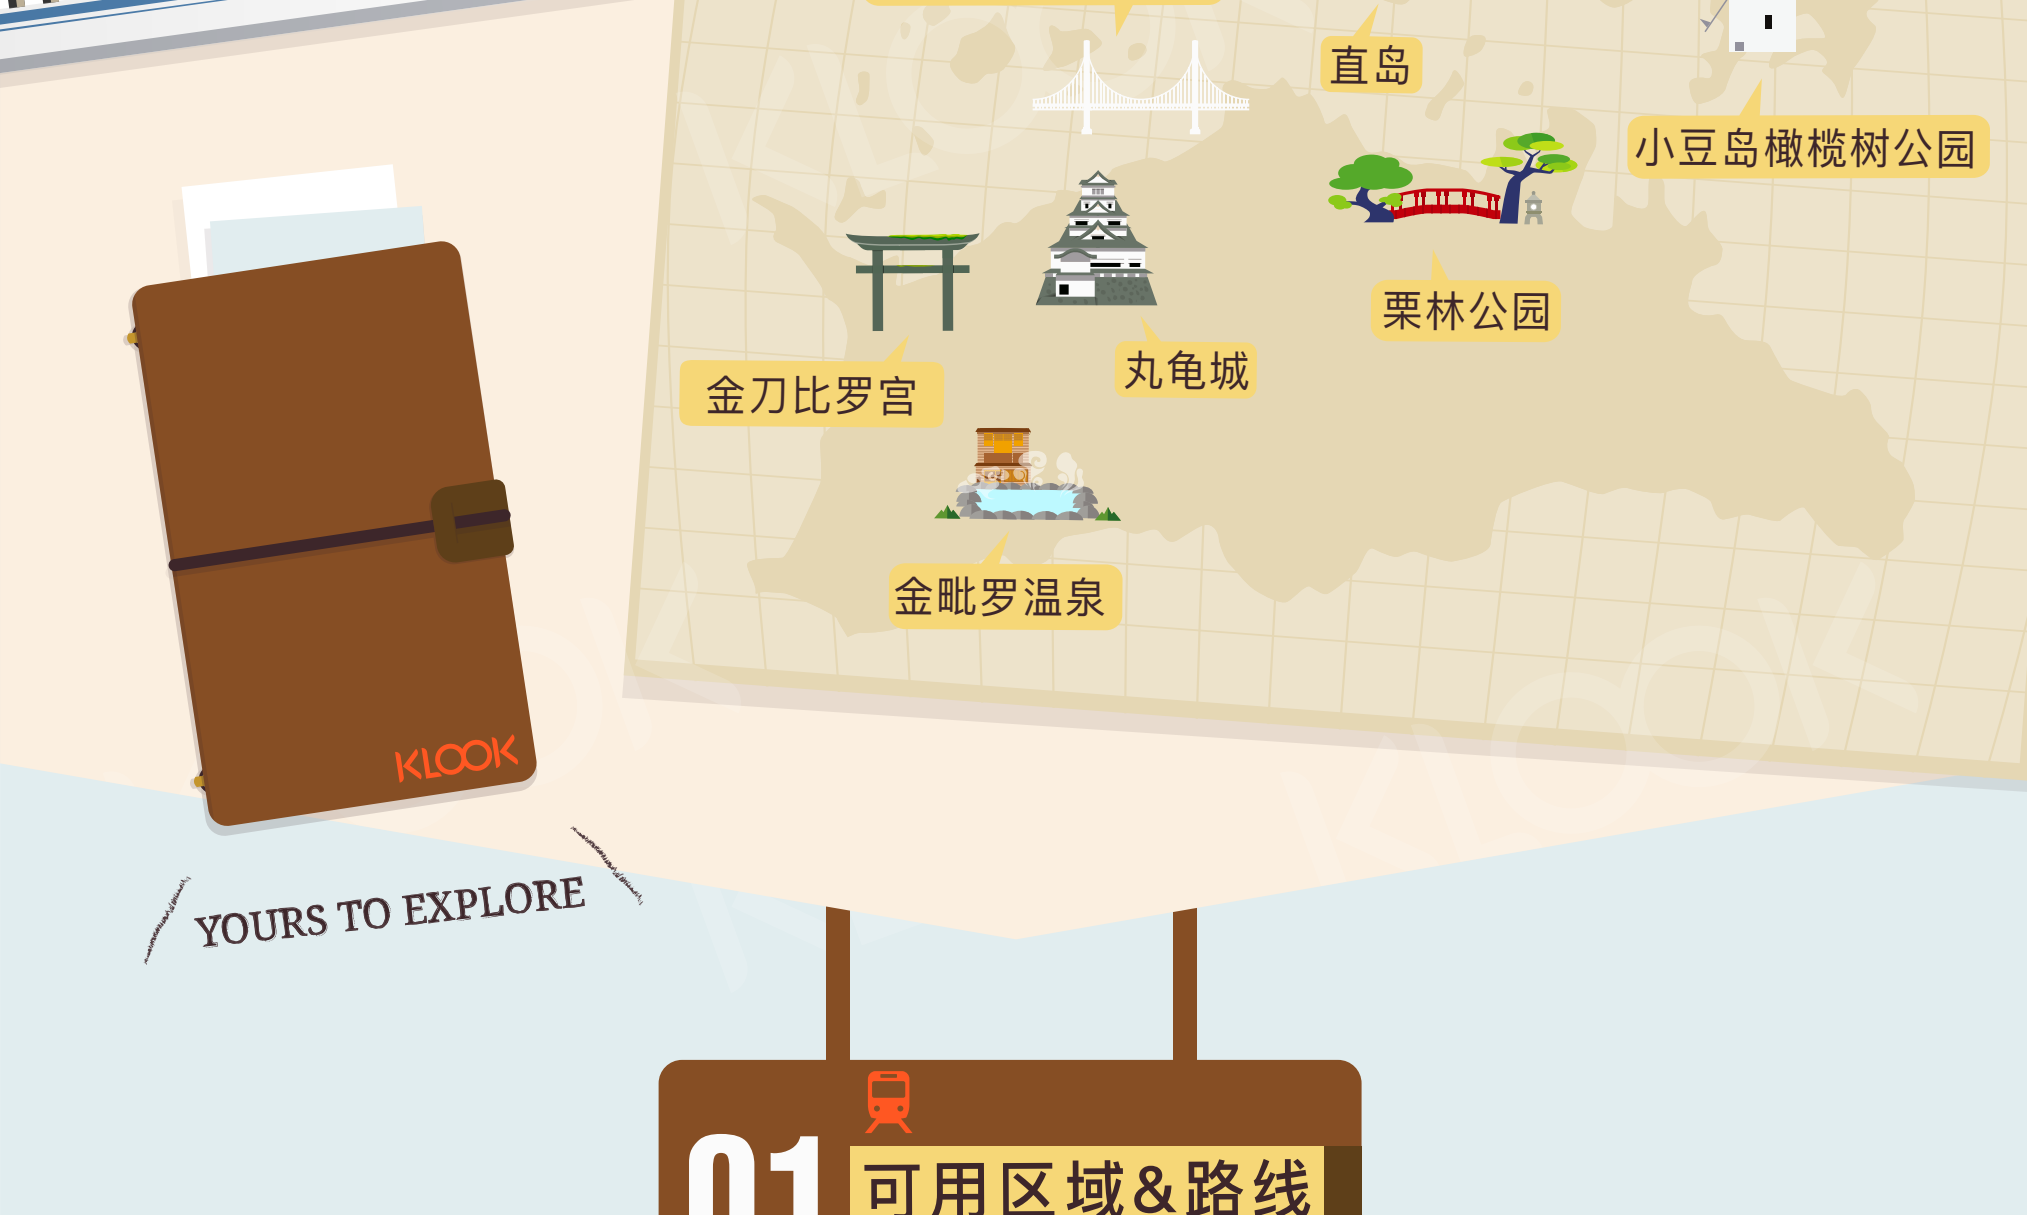 直岛
小豆岛橄榄树公园
栗林公园
丸龟城
金刀比罗宫
金毗罗温泉
KLOOK
YOURS TO EXPLORE
01
可用区域&路线